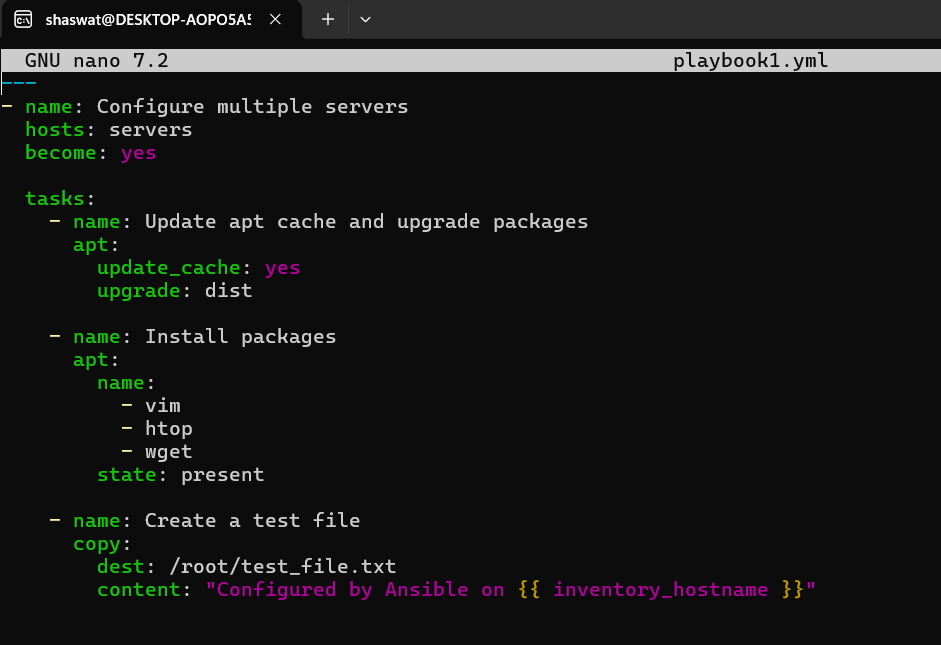 shaswat@DESKTOP-AOPO5A5
GNU nano 7.2 playbook1.yml
---
- name: Configure multiple servers
  hosts: servers
  become: yes

  tasks:
    - name: Update apt cache and upgrade packages
      apt:
        update_cache: yes
        upgrade: dist

    - name: Install packages
      apt:
        name:
          - vim
          - htop
          - wget
        state: present

    - name: Create a test file
      copy:
        dest: /root/test_file.txt
        content: "Configured by Ansible on {{ inventory_hostname }}"